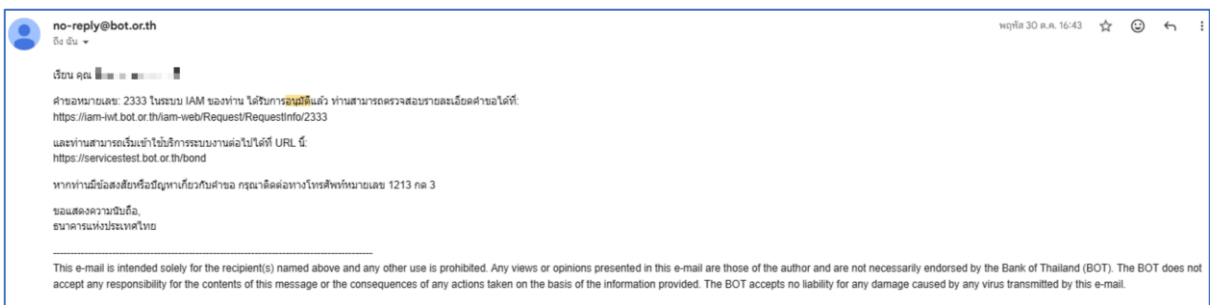 no-reply@bot.or.th
พฤหัส 30 ต.ค. 16:43
ถึง ฉัน
เรียน คุณ
คำขอหมายเลข: 2333 ในระบบ IAM ของท่าน ได้รับการอนุมัติแล้ว ท่านสามารถตรวจสอบรายละเอียดคำขอได้ที่:
https://iam-iwt.bot.or.th/iam-web/Request/RequestInfo/2333
และท่านสามารถเริ่มเข้าใช้บริการระบบงานต่อไปได้ที่ URL นี้:
https://servicestest.bot.or.th/bond
หากท่านมีข้อสงสัยหรือปัญหาเกี่ยวกับคำขอ กรุณาติดต่อทางโทรศัพท์หมายเลข 1213 กด 3
ขอแสดงความนับถือ,
ธนาคารแห่งประเทศไทย
This e-mail is intended solely for the recipient(s) named above and any other use is prohibited. Any views or opinions presented in this e-mail are those of the author and are not necessarily endorsed by the Bank of Thailand (BOT). The BOT does not
accept any responsibility for the contents of this message or the consequences of any actions taken on the basis of the information provided. The BOT accepts no liability for any damage caused by any virus transmitted by this e-mail.